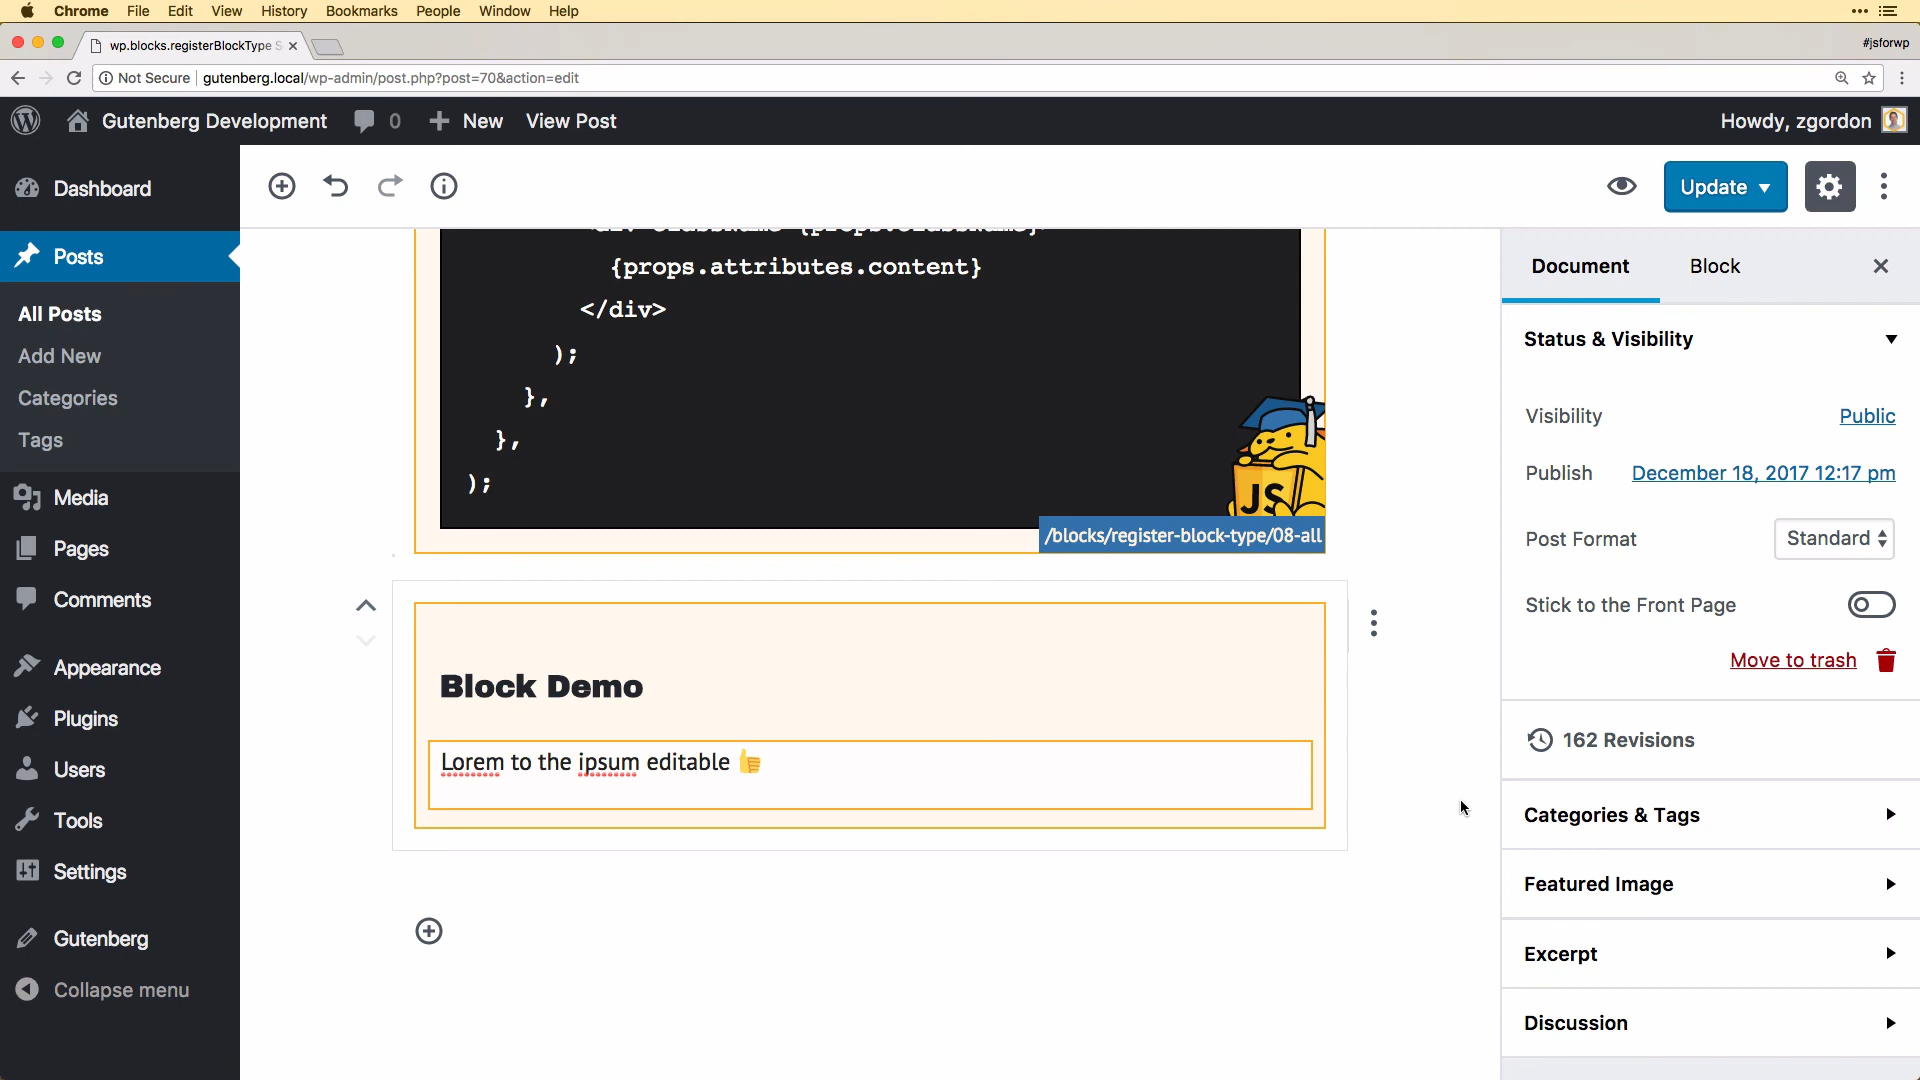 Chrome File Edit View History Bookmarks People Window Help
wp.blocks.registerBlockType S
#jsforwp
Not Secure gutenberg.local/wp-admin/post.php?post=70&action=edit
Gutenberg Development 0 New View Post Howdy, zgordon
Dashboard
Posts
All Posts
Add New
Categories
Tags
Media
Pages
Comments
Appearance
Plugins
Users
Tools
Settings
Gutenberg
Collapse menu
Update
{props.attributes.content}
</div>
);
},
},
);
JS
/blocks/register-block-type/08-all
Block Demo
Lorem to the ipsum editable 👍
Document Block
Status & Visibility
Visibility Public
Publish December 18, 2017 12:17 pm
Post Format Standard
Stick to the Front Page
Move to trash
162 Revisions
Categories & Tags
Featured Image
Excerpt
Discussion